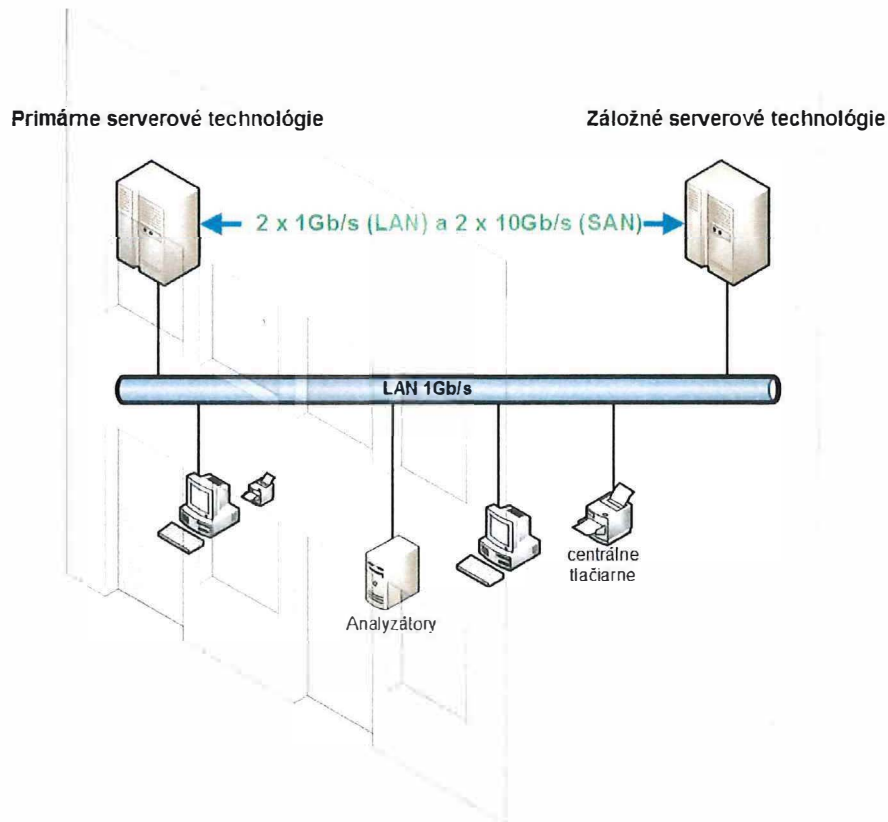 Primárne serverové technológie
Záložné serverové technológie
2 x 1Gb/s (LAN) a 2 x 10Gb/s (SAN)
LAN 1Gb/s
centrálne
tlačiarne
Analyzátory